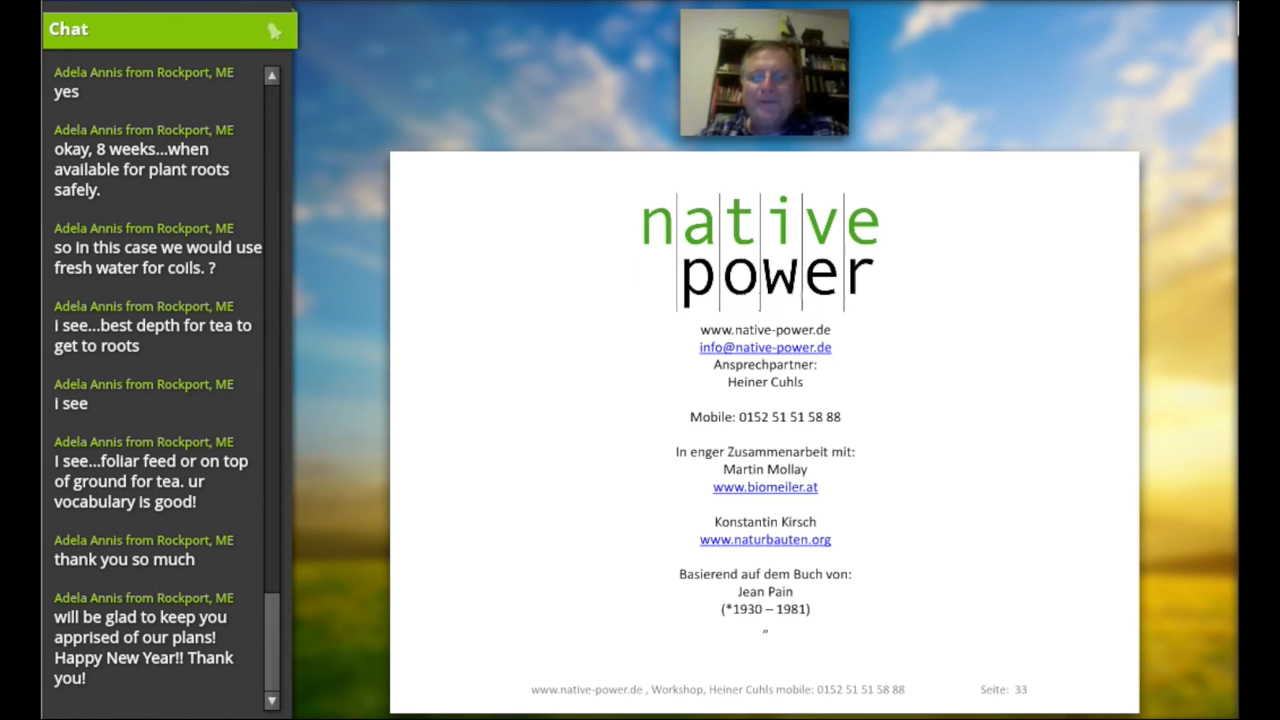 Chat
Adela Annis from Rockport, ME
yes
Adela Annis from Rockport, ME
okay, 8 weeks...when
available for plant roots
safely.
Adela Annis from Rockport, ME
so in this case we would use
fresh water for coils. ?
Adela Annis from Rockport, ME
I see...best depth for tea to
get to roots
Adela Annis from Rockport, ME
i see
Adela Annis from Rockport, ME
I see...foliar feed or on top
of ground for tea. ur
vocabulary is good!
Adela Annis from Rockport, ME
thank you so much
Adela Annis from Rockport, ME
will be glad to keep you
apprised of our plans!
Happy New Year!! Thank
you!
native
power
www.native-power.de
info@native-power.de
Ansprechpartner:
Heiner Cuhls
Mobile: 0152 51 51 58 88
In enger Zusammenarbeit mit:
Martin Mollay
www.biomeiler.at
Konstantin Kirsch
www.naturbauten.org
Basierend auf dem Buch von:
Jean Pain
(*1930 – 1981)
„
www.native-power.de , Workshop, Heiner Cuhls mobile: 0152 51 51 58 88 Seite: 33